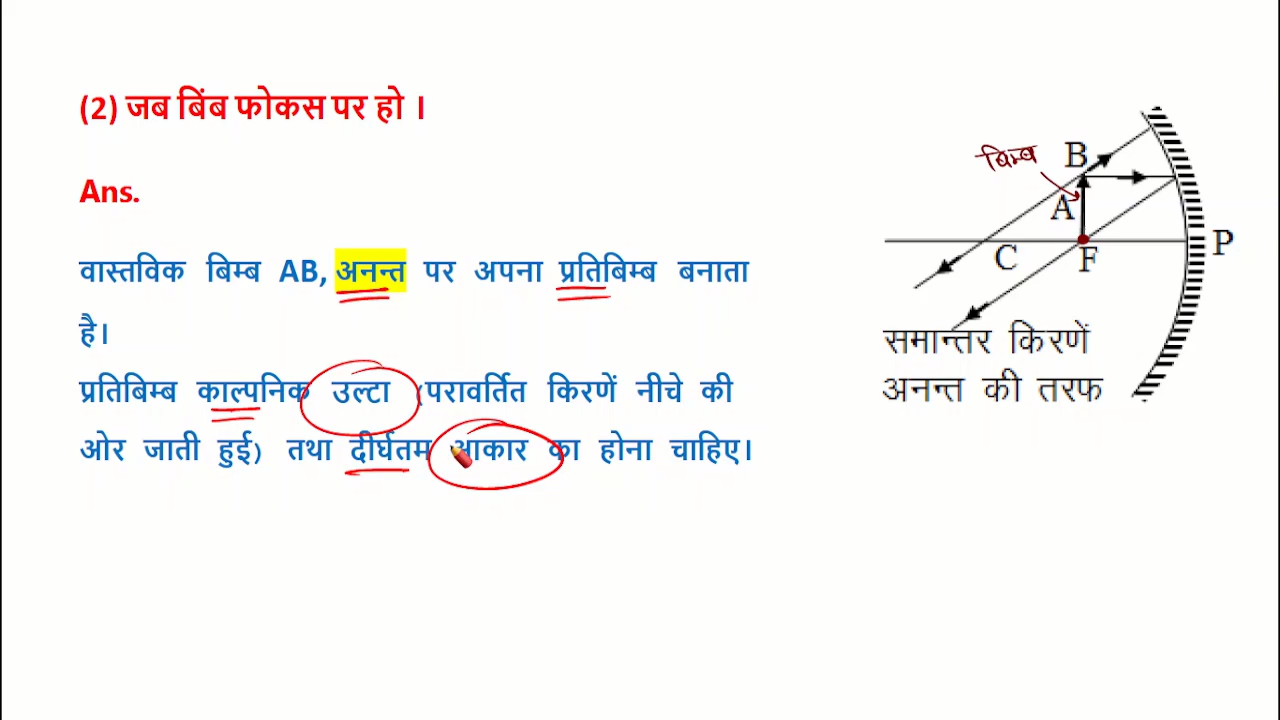 (2) जब बिंब फोकस पर हो ।
Ans.
वास्तविक बिम्ब AB, अनन्त पर अपना प्रतिबिम्ब बनाता
है।
प्रतिबिम्ब काल्पनिक उल्टा (परावर्तित किरणें नीचे की
ओर जाती हुई) तथा दीर्घतम आकार का होना चाहिए।
बिम्ब
B
A
C
F
P
समान्तर किरणें
अनन्त की तरफ